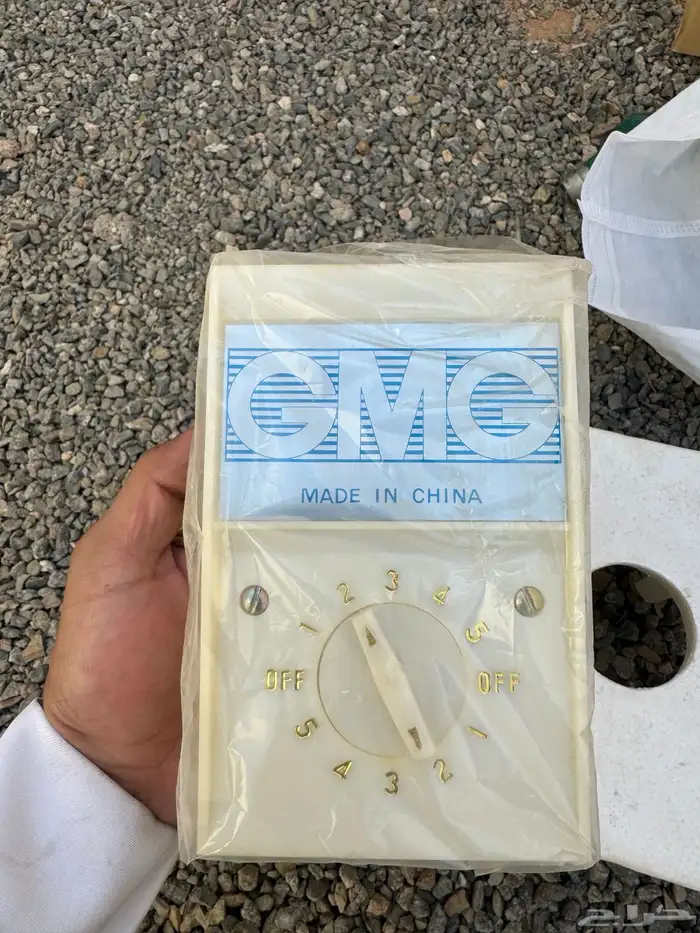 GMG
MADE IN CHINA
1 2 3 4 5
OFF OFF
5 4 3 2 1
حراج